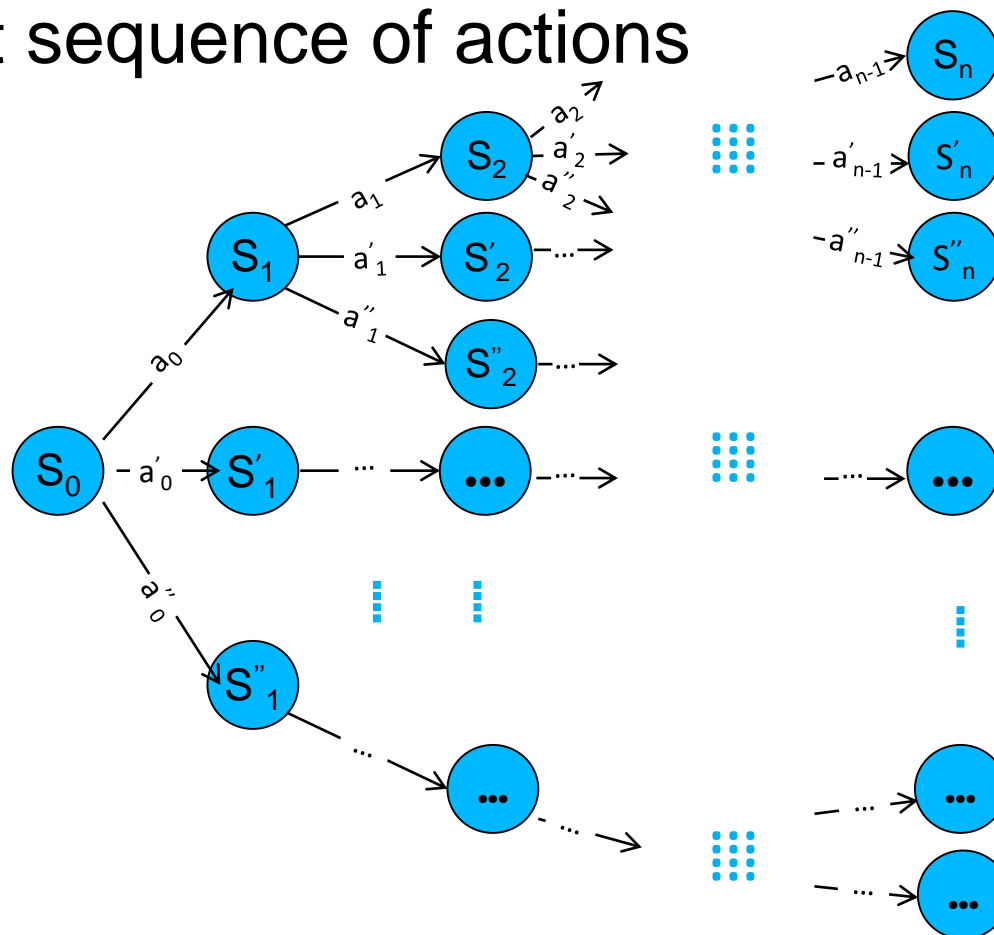 t sequence of actions
a₀
a'₀
a''₀
S₀
S₁
S'₁
S''₁
a₁
a'₁
a''₁
S₂
S'₂
S''₂
a₂
a'₂
a''₂
...
...
...
...
...
...
...
...
...
...
aₙ₋₁
a'ₙ₋₁
a''ₙ₋₁
...
...
...
Sₙ
S'ₙ
S''ₙ
...
...
...